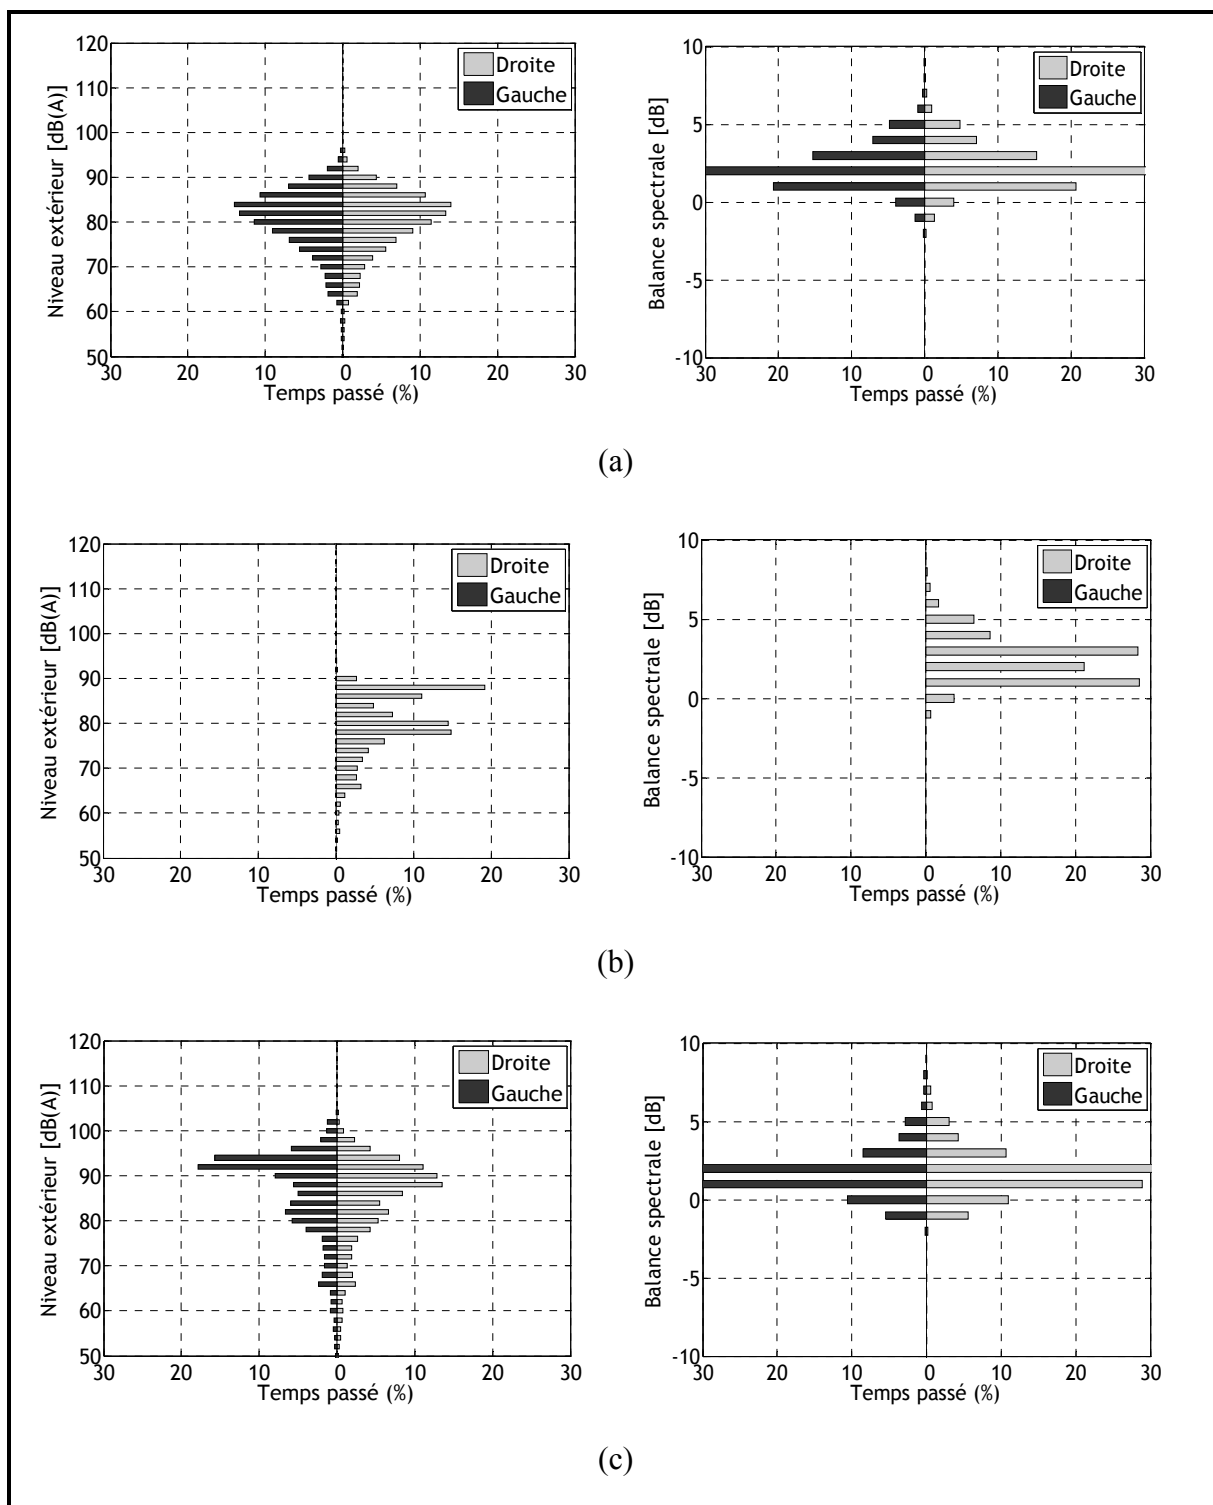 120
110
100
90
80
70
60
50
Niveau extérieur [dB(A)]
30 20 10 0 10 20 30
Temps passé (%)
Droite
Gauche
10
5
0
-5
-10
Balance spectrale [dB]
30 20 10 0 10 20 30
Temps passé (%)
Droite
Gauche
(a)
120
110
100
90
80
70
60
50
Niveau extérieur [dB(A)]
30 20 10 0 10 20 30
Temps passé (%)
Droite
Gauche
10
5
0
-5
-10
Balance spectrale [dB]
30 20 10 0 10 20 30
Temps passé (%)
Droite
Gauche
(b)
120
110
100
90
80
70
60
50
Niveau extérieur [dB(A)]
30 20 10 0 10 20 30
Temps passé (%)
Droite
Gauche
10
5
0
-5
-10
Balance spectrale [dB]
30 20 10 0 10 20 30
Temps passé (%)
Droite
Gauche
(c)